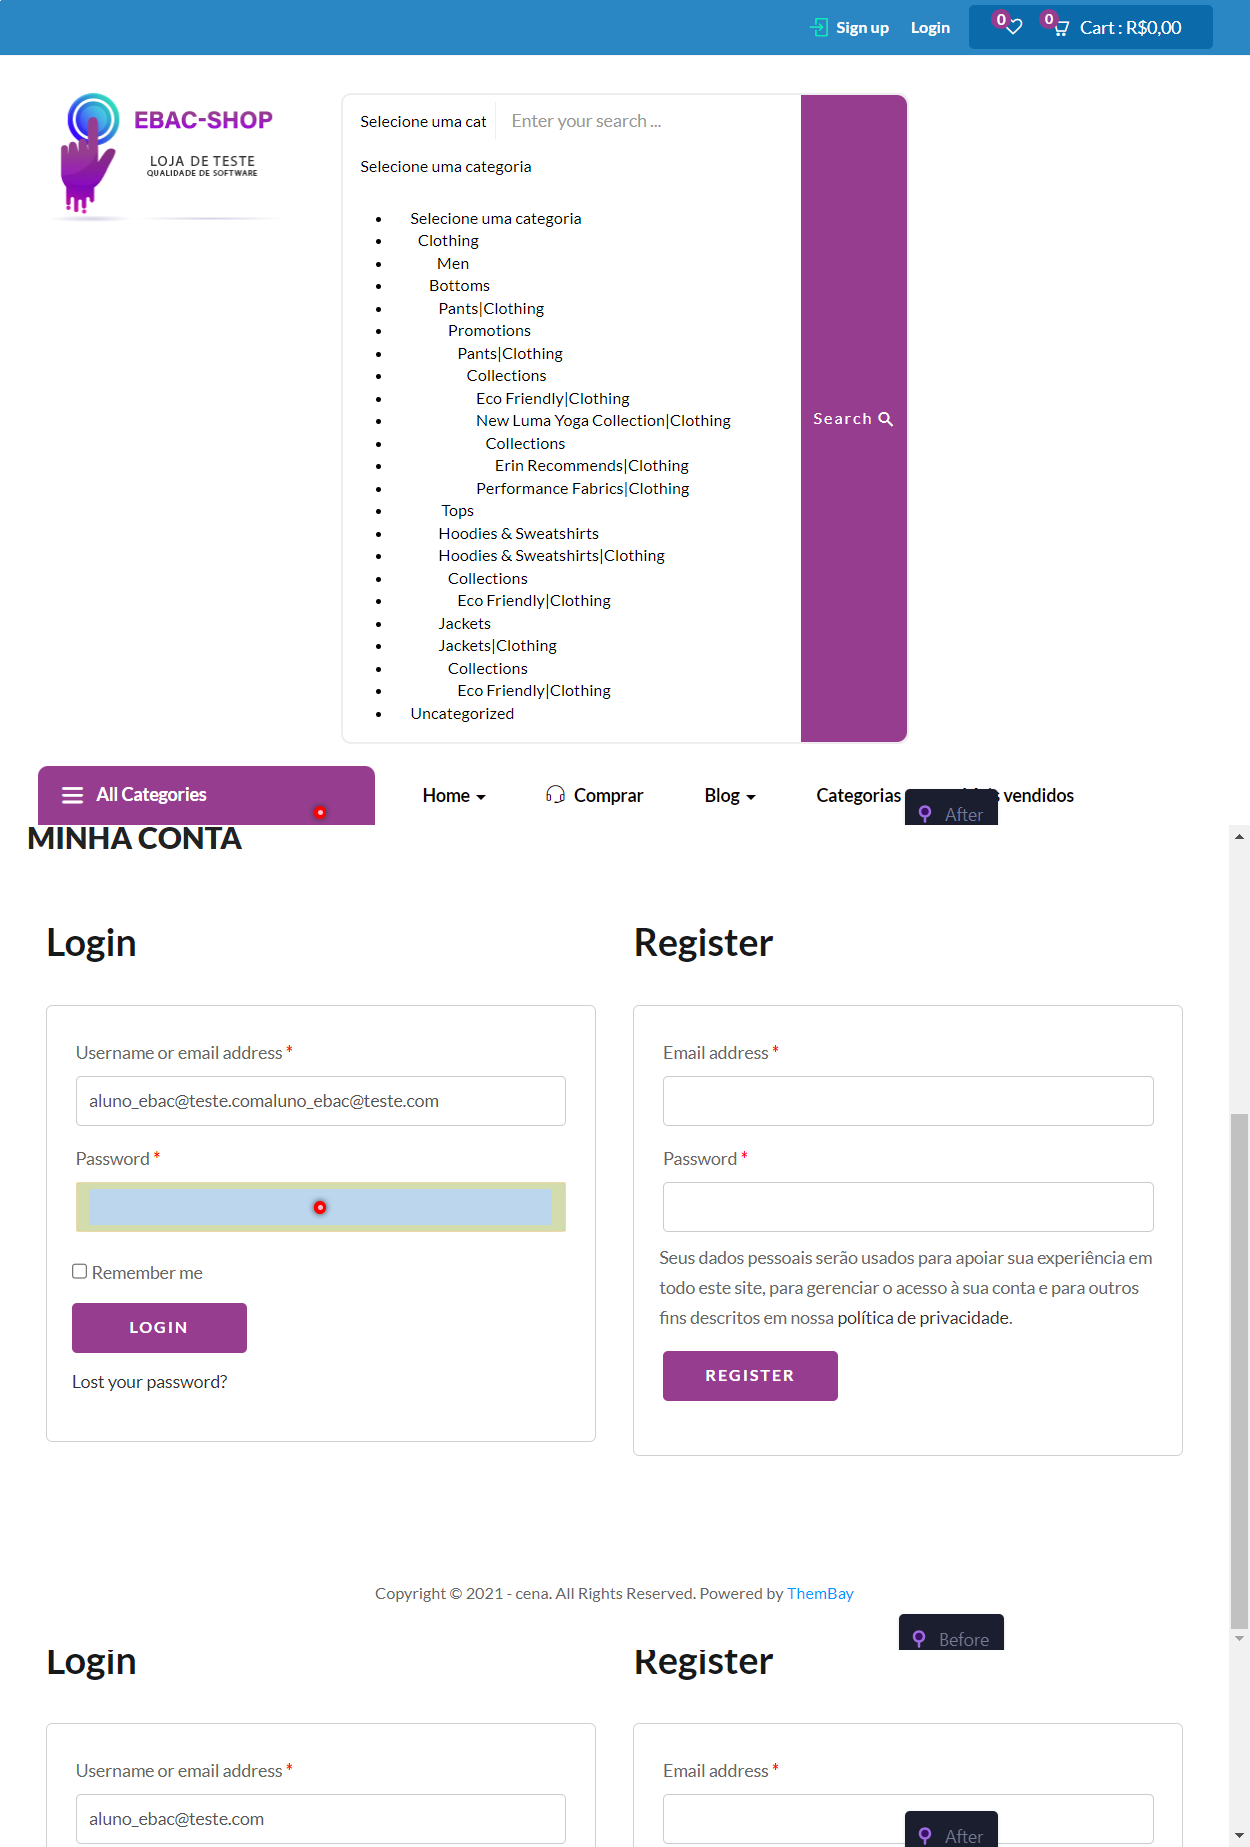 Sign up Login 0 0 Cart : R$0,00
EBAC-SHOP
LOJA DE TESTE
QUALIDADE DE SOFTWARE
Selecione uma cat Enter your search ...
Selecione uma categoria
Selecione uma categoria
Clothing
Men
Bottoms
Pants|Clothing
Promotions
Pants|Clothing
Collections
Eco Friendly|Clothing
New Luma Yoga Collection|Clothing
Collections
Erin Recommends|Clothing
Performance Fabrics|Clothing
Tops
Hoodies & Sweatshirts
Hoodies & Sweatshirts|Clothing
Collections
Eco Friendly|Clothing
Jackets
Jackets|Clothing
Collections
Eco Friendly|Clothing
Uncategorized
Search
All Categories Home Comprar Blog Categorias vendidos
After
MINHA CONTA
Login
Username or email address *
aluno_ebac@teste.comaluno_ebac@teste.com
Password *
Remember me
LOGIN
Lost your password?
Register
Email address *
Password *
Seus dados pessoais serão usados para apoiar sua experiência em
todo este site, para gerenciar o acesso à sua conta e para outros
fins descritos em nossa política de privacidade.
REGISTER
Copyright © 2021 - cena. All Rights Reserved. Powered by ThemBay
Before
Login Register
Username or email address * Email address *
aluno_ebac@teste.com
After